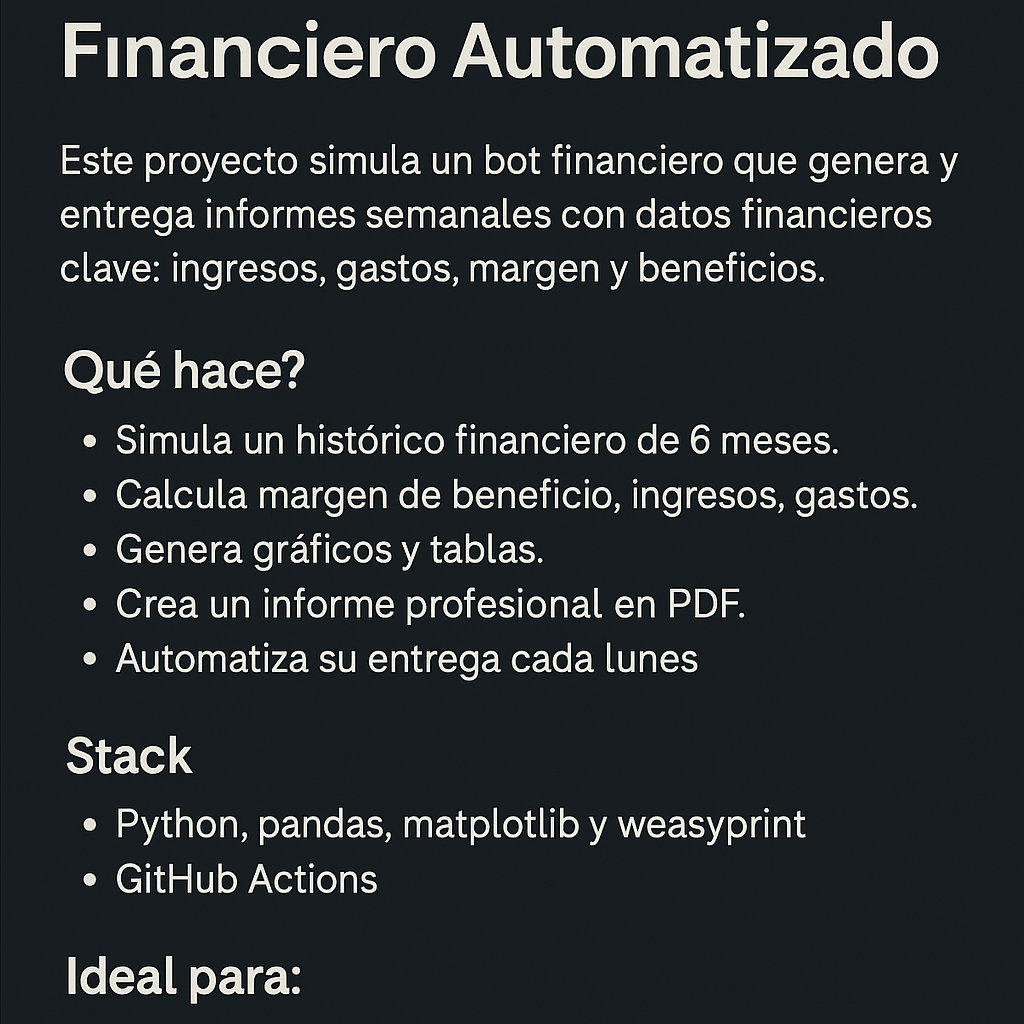 Financiero Automatizado
Este proyecto simula un bot financiero que genera y
entrega informes semanales con datos financieros
clave: ingresos, gastos, margen y beneficios.
Qué hace?
• Simula un histórico financiero de 6 meses.
• Calcula margen de beneficio, ingresos, gastos.
• Genera gráficos y tablas.
• Crea un informe profesional en PDF.
• Automatiza su entrega cada lunes
Stack
• Python, pandas, matplotlib y weasyprint
• GitHub Actions
Ideal para: